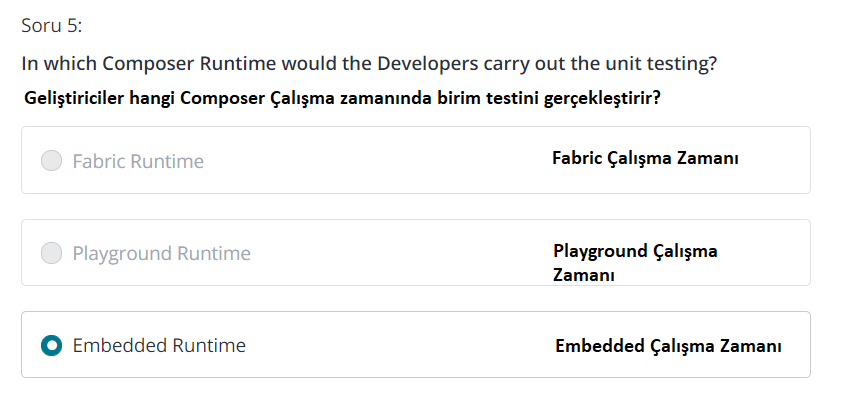 Soru 5:
In which Composer Runtime would the Developers carry out the unit testing?
Geliştiriciler hangi Composer Çalışma zamanında birim testini gerçekleştirir?
Fabric Runtime
Fabric Çalışma Zamanı
Playground Runtime
Playground Çalışma
Zamanı
Embedded Runtime
Embedded Çalışma Zamanı